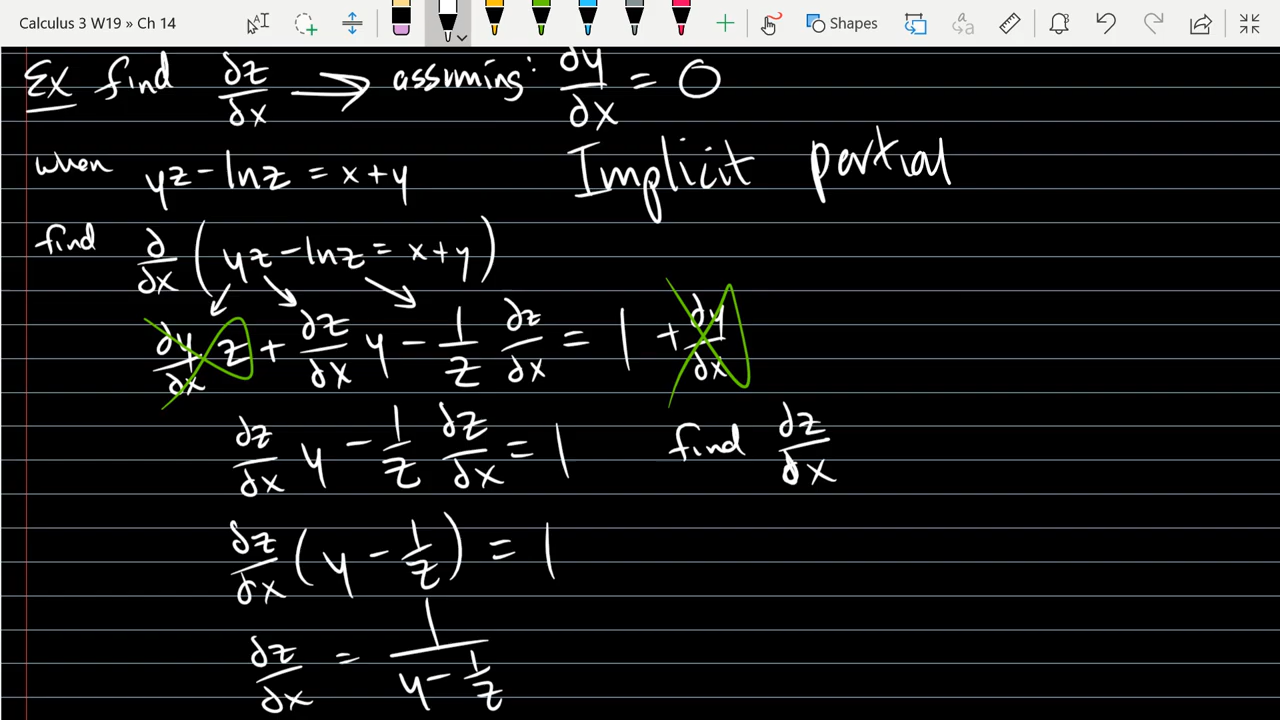 Calculus 3 W19 » Ch 14
Shapes
Ex find ∂z/∂x → assuming: ∂y/∂x = 0
when yz - ln z = x + y
Implicit partial
find ∂/∂x ( yz - ln z = x + y )
∂y/∂x z + ∂z/∂x y - 1/z ∂z/∂x = 1 + ∂y/∂x
∂z/∂x y - 1/z ∂z/∂x = 1 find ∂z/∂x
∂z/∂x ( y - 1/z ) = 1
∂z/∂x = 1/(y - 1/z)